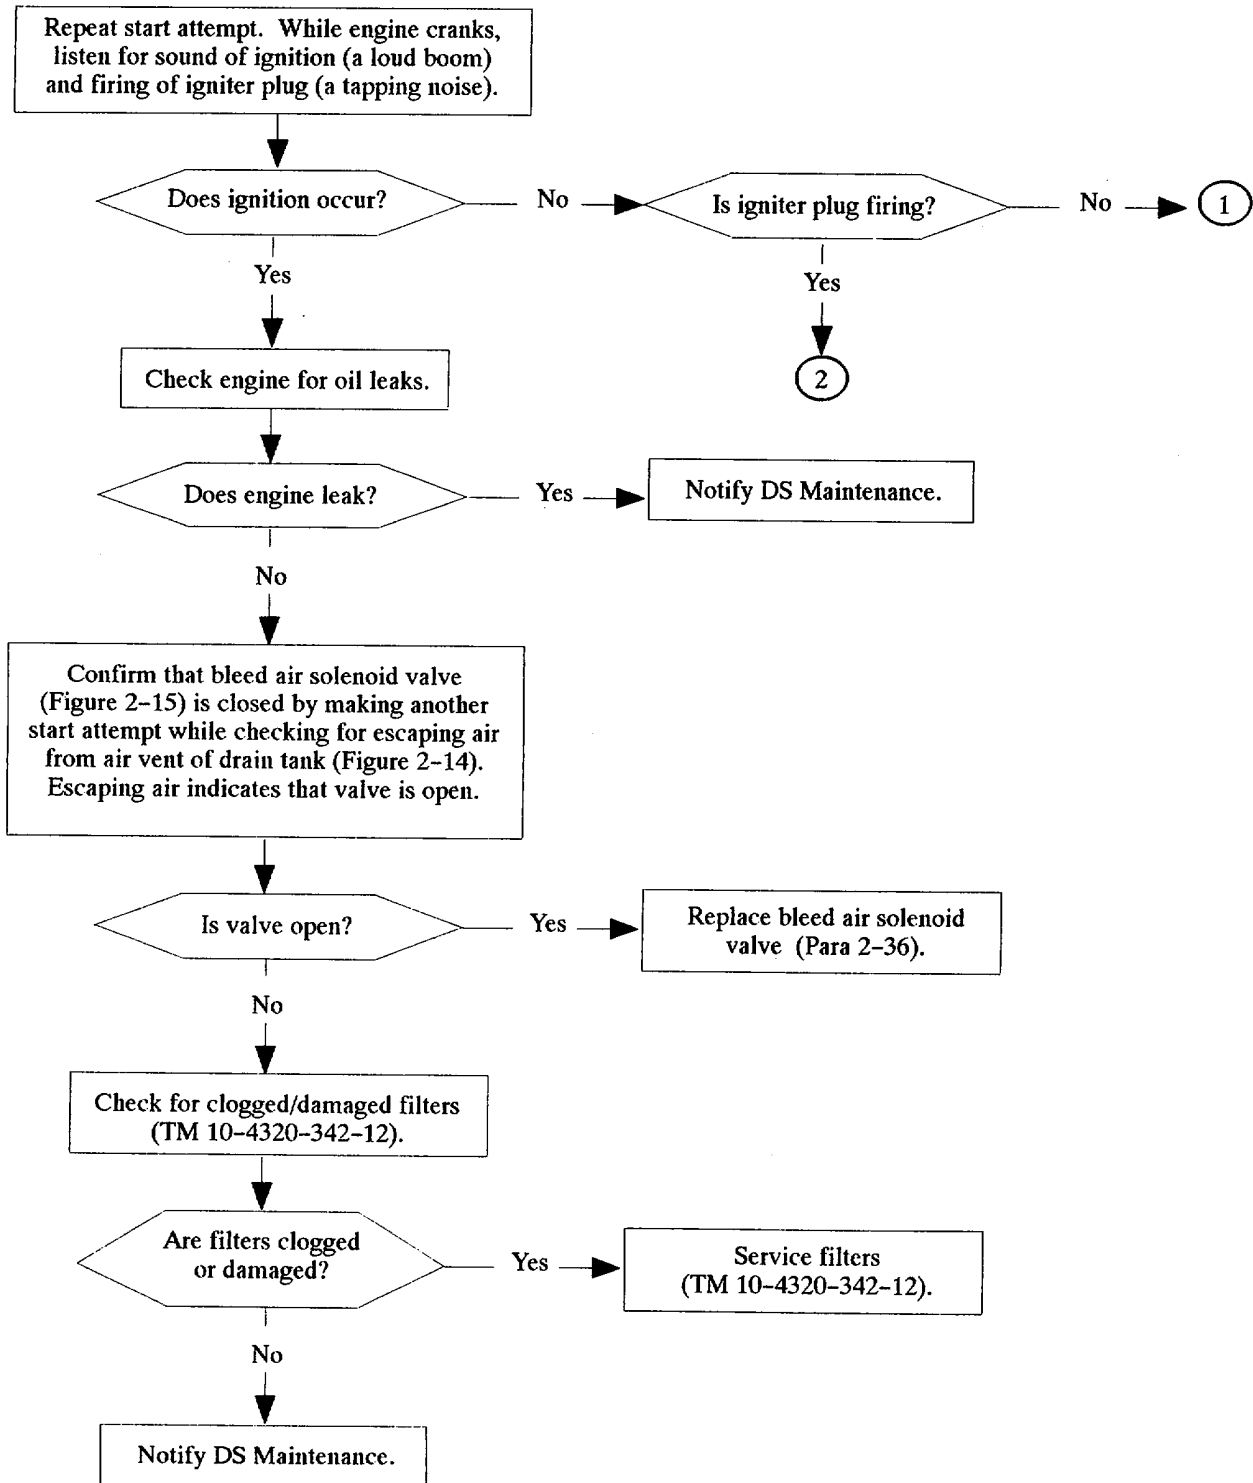 Repeat start attempt. While engine cranks,
listen for sound of ignition (a loud boom)
and firing of igniter plug (a tapping noise).
Does ignition occur?
No
Is igniter plug firing?
No
1
Yes
Yes
2
Check engine for oil leaks.
Does engine leak?
Yes
Notify DS Maintenance.
No
Confirm that bleed air solenoid valve
(Figure 2–15) is closed by making another
start attempt while checking for escaping air
from air vent of drain tank (Figure 2–14).
Escaping air indicates that valve is open.
Is valve open?
Yes
Replace bleed air solenoid
valve (Para 2–36).
No
Check for clogged/damaged filters
(TM 10–4320–342–12).
Are filters clogged
or damaged?
Yes
Service filters
(TM 10–4320–342–12).
No
Notify DS Maintenance.